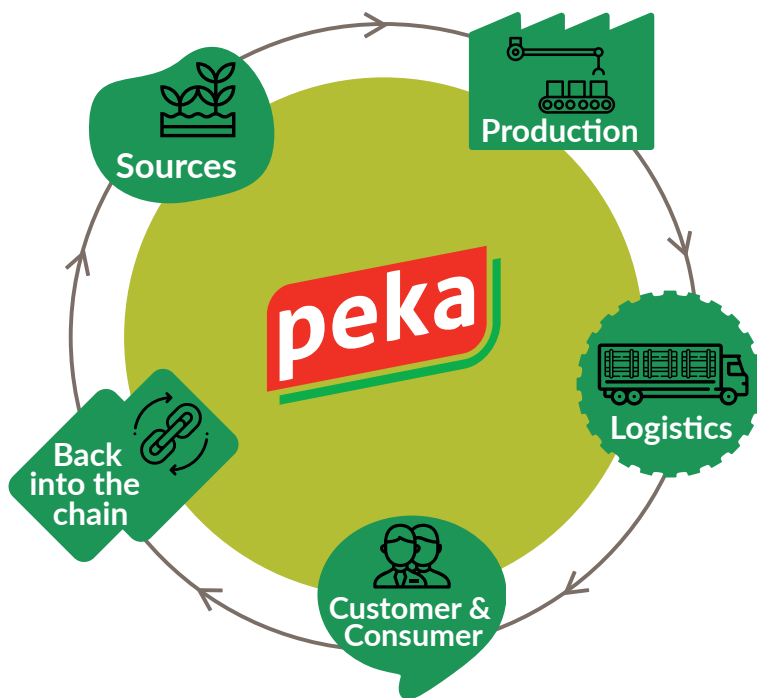 Sources
Production
peka
Logistics
Back
into the
chain
Customer &
Consumer